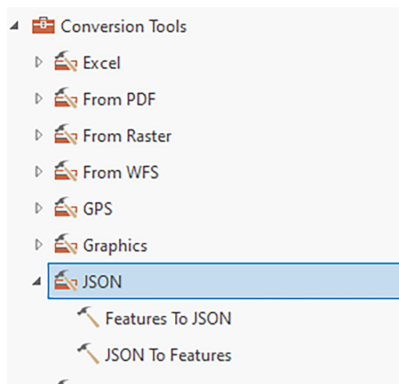 Conversion Tools
Excel
From PDF
From Raster
From WFS
GPS
Graphics
JSON
Features To JSON
JSON To Features